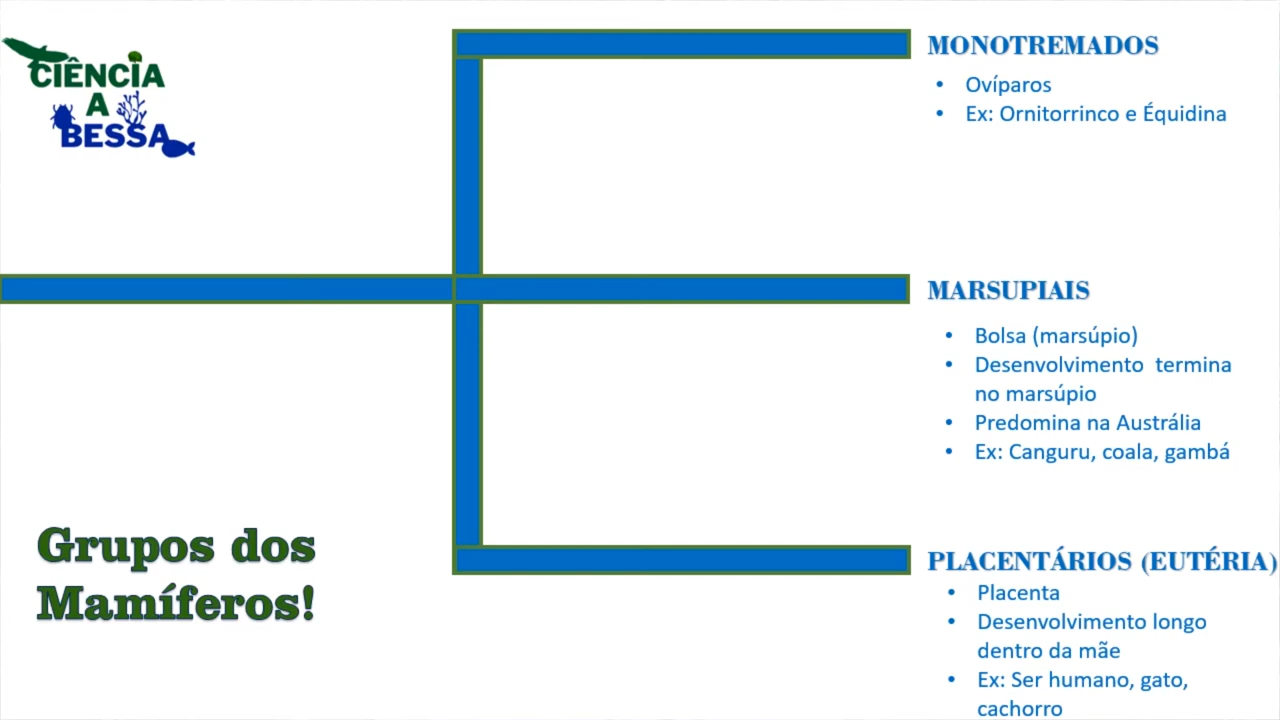 CIÊNCIA
A
BESSA
MONOTREMADOS
• Ovíparos
• Ex: Ornitorrinco e Équidina
MARSUPIAIS
• Bolsa (marsúpio)
• Desenvolvimento termina
no marsúpio
• Predomina na Austrália
• Ex: Canguru, coala, gambá
Grupos dos
Mamíferos!
PLACENTÁRIOS (EUTÉRIA)
• Placenta
• Desenvolvimento longo
dentro da mãe
• Ex: Ser humano, gato,
cachorro